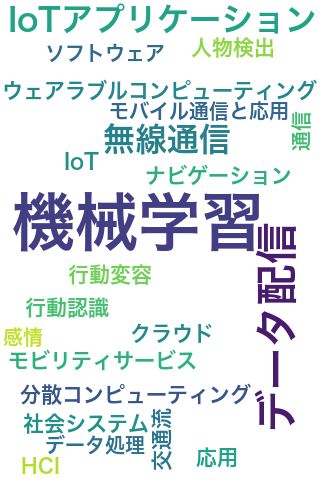 IoTアプリケーション
ソフトウェア
人物検出
ウェアラブルコンピューティング
モバイル通信と応用
通信
無線通信
IoT
ナビゲーション
機械学習
データ配信
行動変容
行動認識
感情
クラウド
モビリティサービス
分散コンピューティング
社会システム
交通流
データ処理
応用
HCI